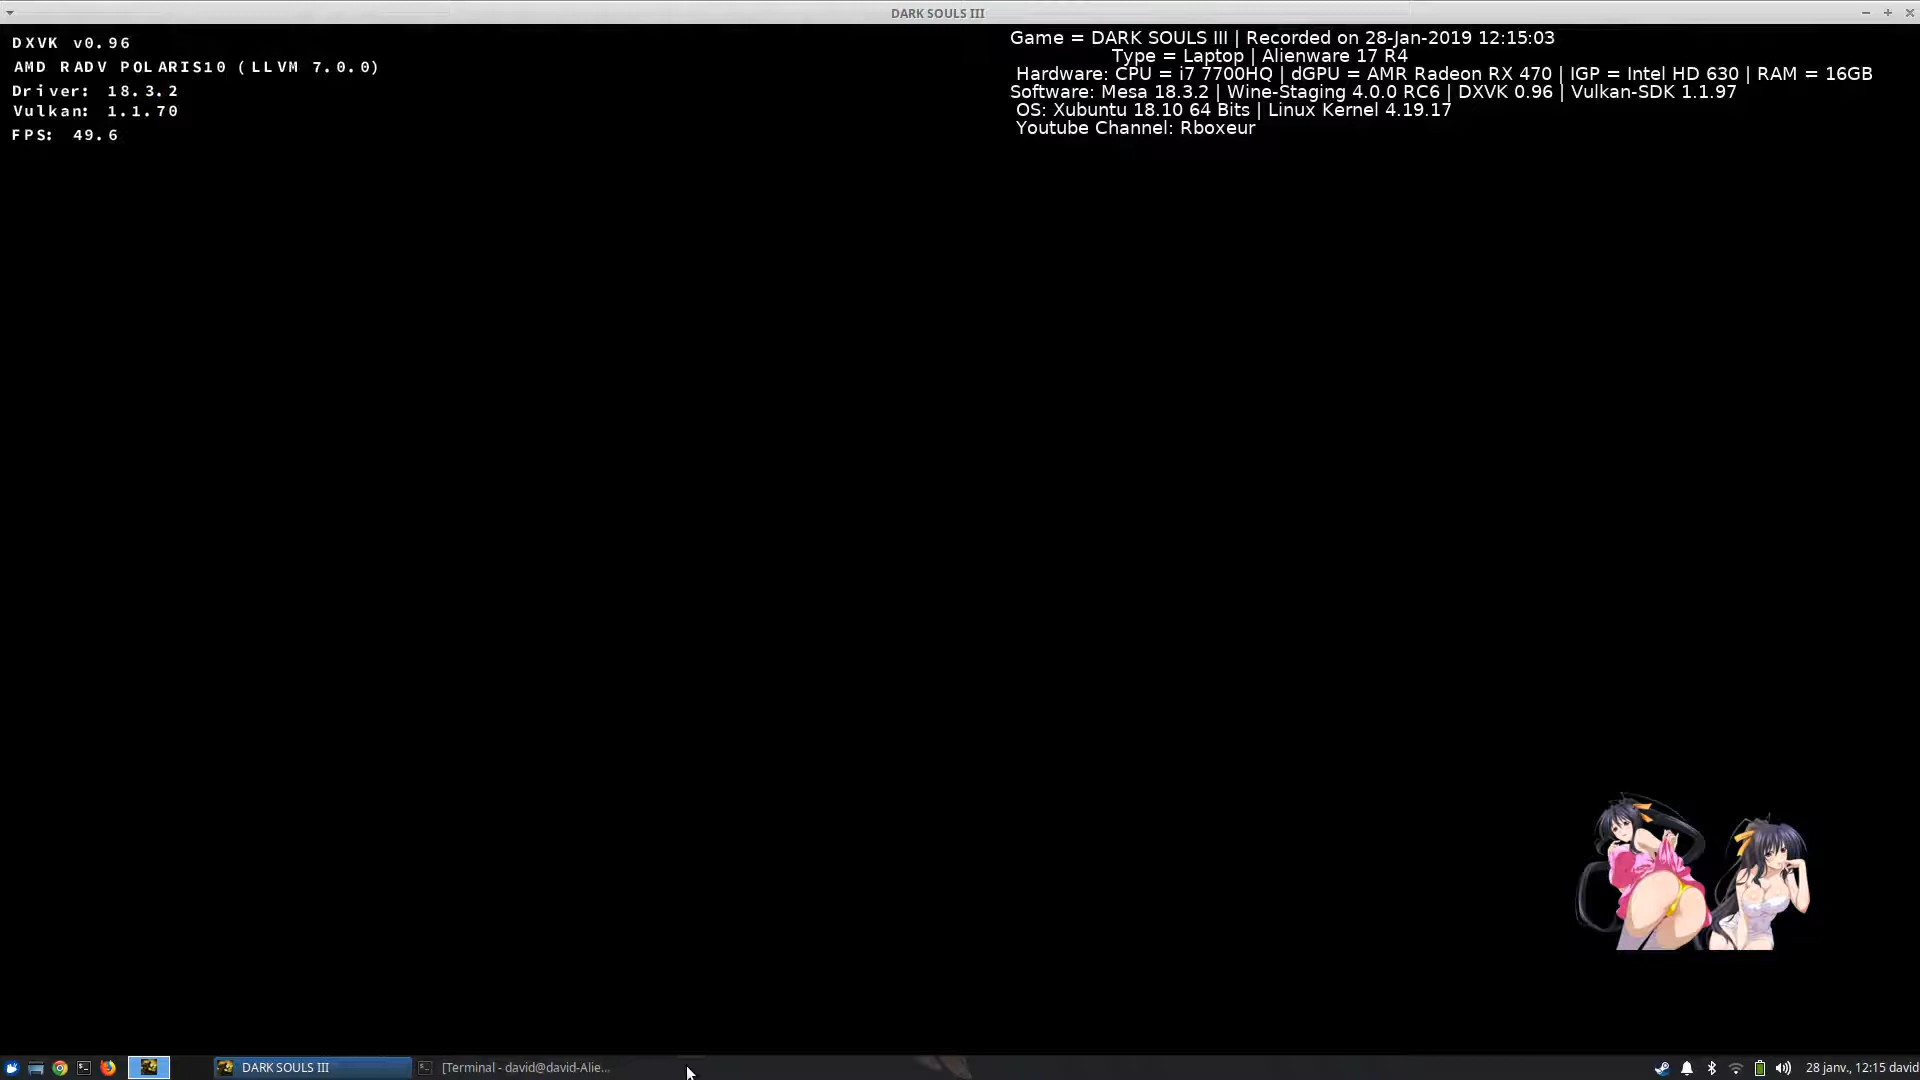 DARK SOULS III
DXVK v0.96
AMD RADV POLARIS10 (LLVM 7.0.0)
Driver: 18.3.2
Vulkan: 1.1.70
FPS: 49.6
Game = DARK SOULS III | Recorded on 28-Jan-2019 12:15:03
Type = Laptop | Alienware 17 R4
Hardware: CPU = i7 7700HQ | dGPU = AMR Radeon RX 470 | IGP = Intel HD 630 | RAM = 16GB
Software: Mesa 18.3.2 | Wine-Staging 4.0.0 RC6 | DXVK 0.96 | Vulkan-SDK 1.1.97
OS: Xubuntu 18.10 64 Bits | Linux Kernel 4.19.17
Youtube Channel: Rboxeur
DARK SOULS III
[Terminal - david@david-Alie...
28 janv., 12:15 david